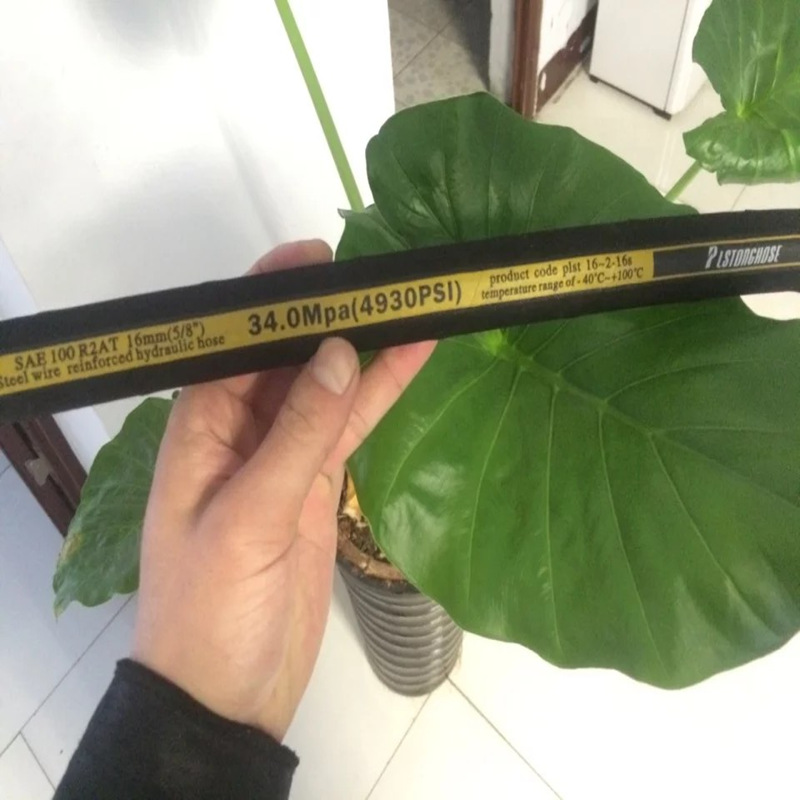 SAE 100 R2AT 16mm(5/8")
Steel wire reinforced hydraulic hose
34.0Mpa(4930PSI)
product code plst 16-2-16s
temperature range of -40℃~+100℃
PLSTONGHOSE